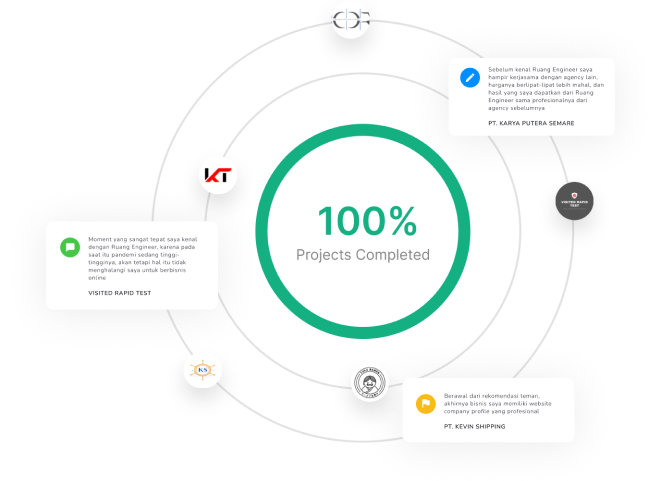 Sebelum kenal Ruang Engineer saya
hampir kerjasama dengan agency lain,
harganya berlipat-lipat lebih mahal, dan
hasil yang saya dapatkan dari Ruang
Engineer sama profesionalnya dari
agency sebelumnya
PT. KARYA PUTERA SEMARE
KT
VISITED RAPID
TEST
100%
Projects Completed
Moment yang sangat tepat saya kenal
dengan Ruang Engineer, karena pada
saat itu pandemi sedang tinggi-
tingginya, akan tetapi hal itu tidak
menghalangi saya untuk berbisnis
online
VISITED RAPID TEST
KS
Berawal dari rekomendasi teman,
akhirnya bisnis saya memiliki website
company profile yang profesional
PT. KEVIN SHIPPING